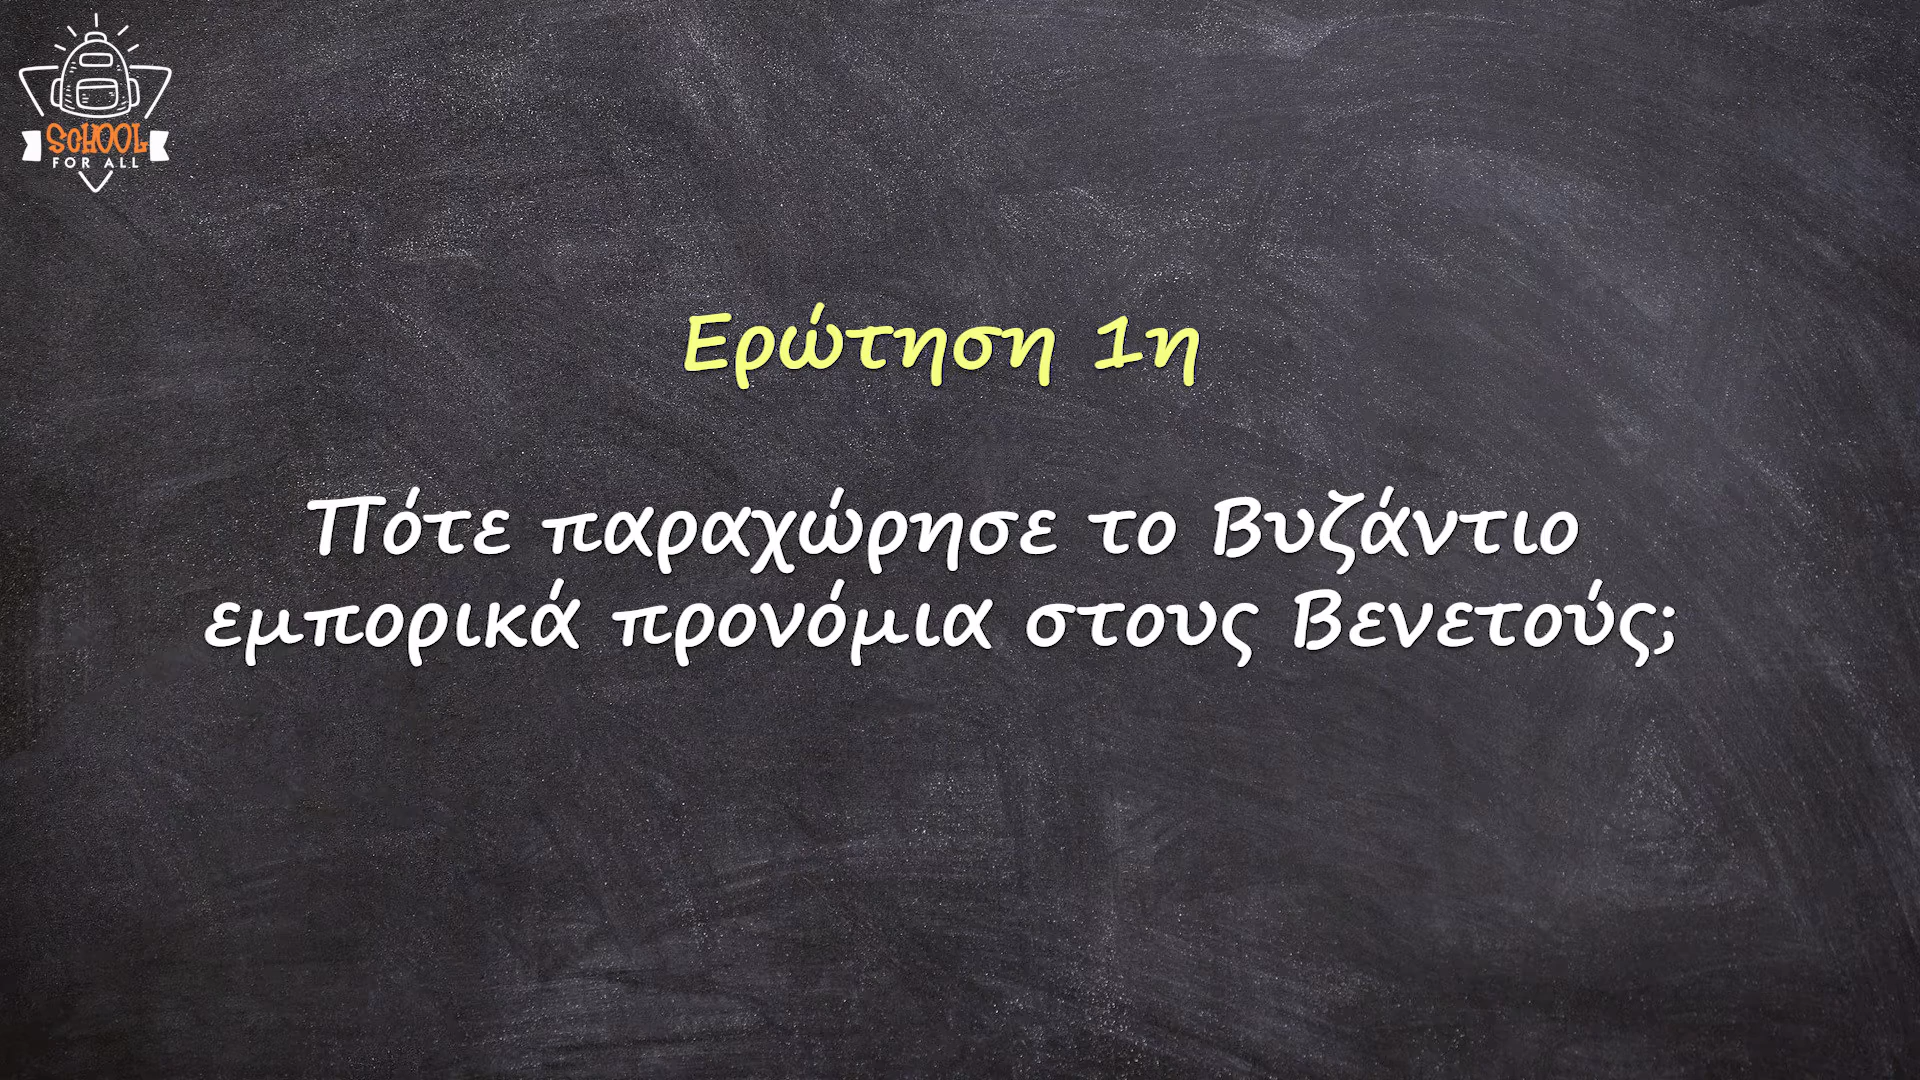 SCHOOL
FOR ALL
Ερώτηση 1η
Πότε παραχώρησε το Βυζάντιο
εμπορικά προνόμια στους Βενετούς;